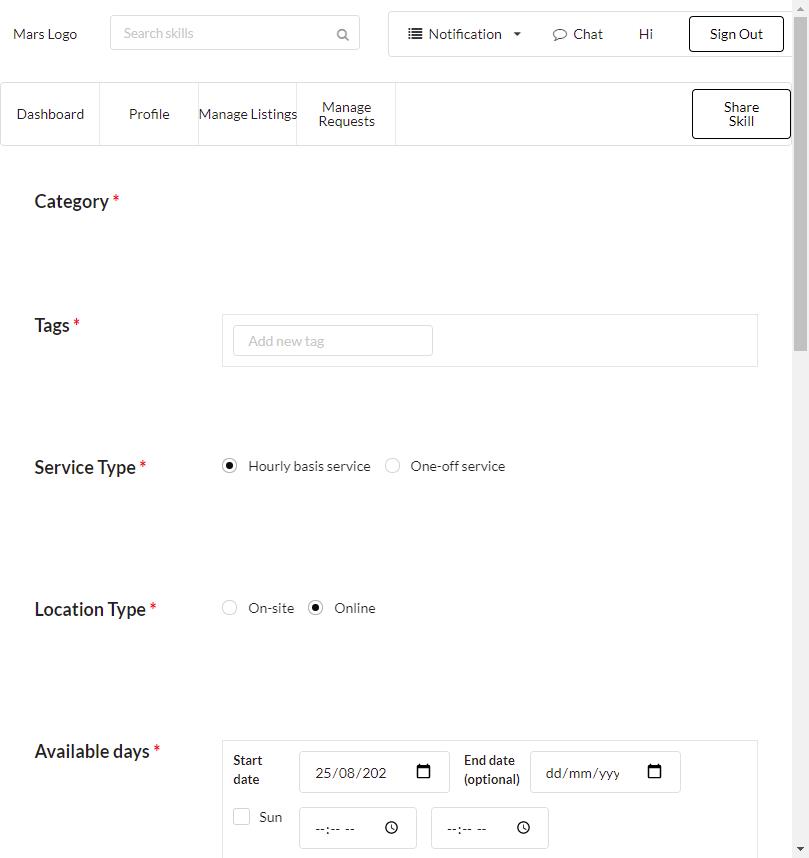 Mars Logo
Search skills
Notification
Chat
Hi
Sign Out
Dashboard
Profile
Manage Listings
Manage
Requests
Share
Skill
Category *
Tags *
Add new tag
Service Type *
Hourly basis service
One-off service
Location Type *
On-site
Online
Available days *
Start
date
25/08/202
End date
(optional)
dd/mm/yyy
Sun
--:-- --
--:-- --